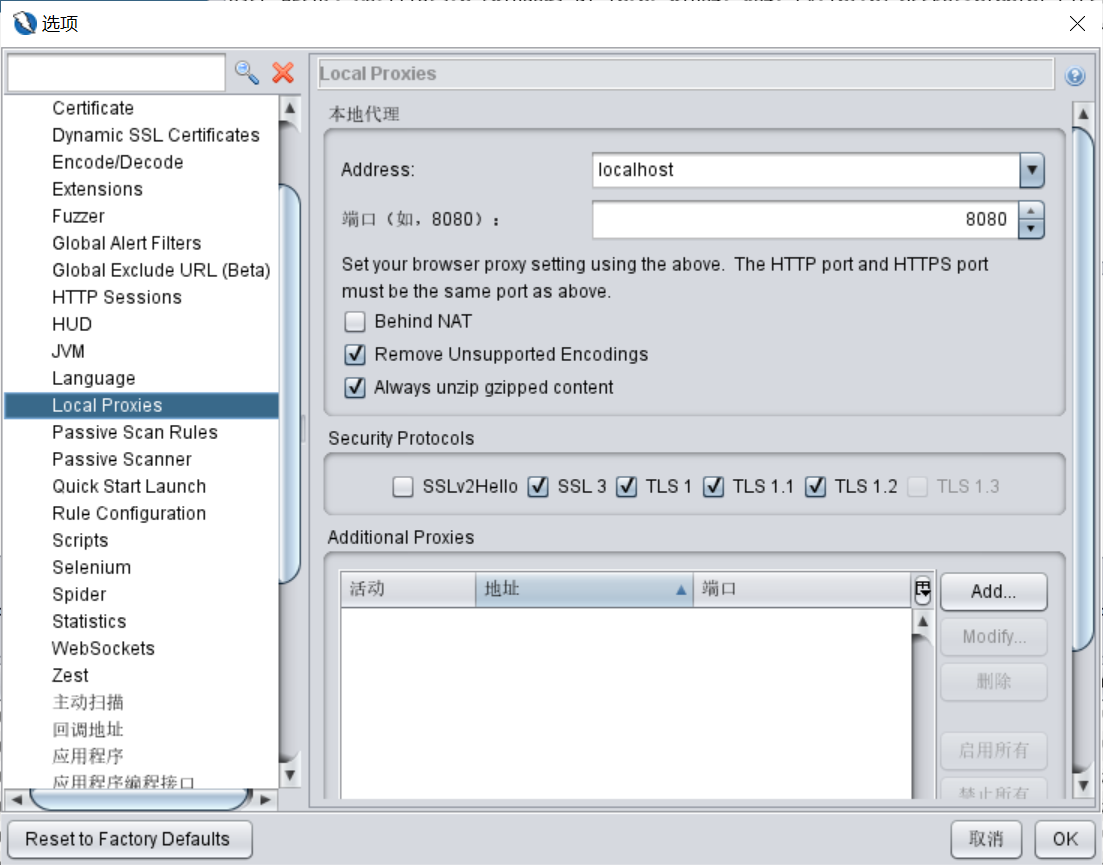 选项
Local Proxies
Certificate
Dynamic SSL Certificates
Encode/Decode
Extensions
Fuzzer
Global Alert Filters
Global Exclude URL (Beta)
HTTP Sessions
HUD
JVM
Language
Local Proxies
Passive Scan Rules
Passive Scanner
Quick Start Launch
Rule Configuration
Scripts
Selenium
Spider
Statistics
WebSockets
Zest
主动扫描
回调地址
应用程序
应用程序编程接口
本地代理
Address: localhost
端口（如，8080）： 8080
Set your browser proxy setting using the above.  The HTTP port and HTTPS port
must be the same port as above.
Behind NAT
Remove Unsupported Encodings
Always unzip gzipped content
Security Protocols
SSLv2Hello SSL 3 TLS 1 TLS 1.1 TLS 1.2 TLS 1.3
Additional Proxies
活动 地址 端口
Add...
Modify...
删除
启用所有
禁止所有
Reset to Factory Defaults 取消 OK